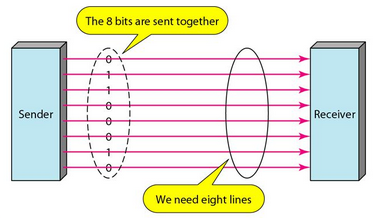 The 8 bits are sent together
Sender
0
1
1
0
0
0
1
0
Receiver
We need eight lines